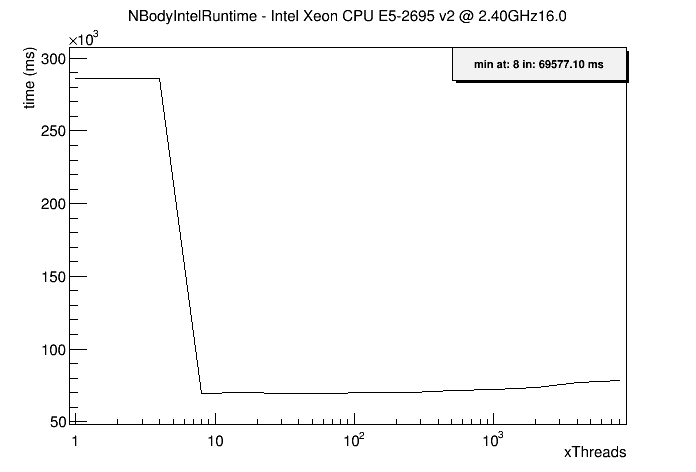 NBodyIntelRuntime - Intel Xeon CPU E5-2695 v2 @ 2.40GHz16.0
×10³
time (ms)
min at: 8 in: 69577.10 ms
300
250
200
150
100
50
1
10
10²
10³
xThreads